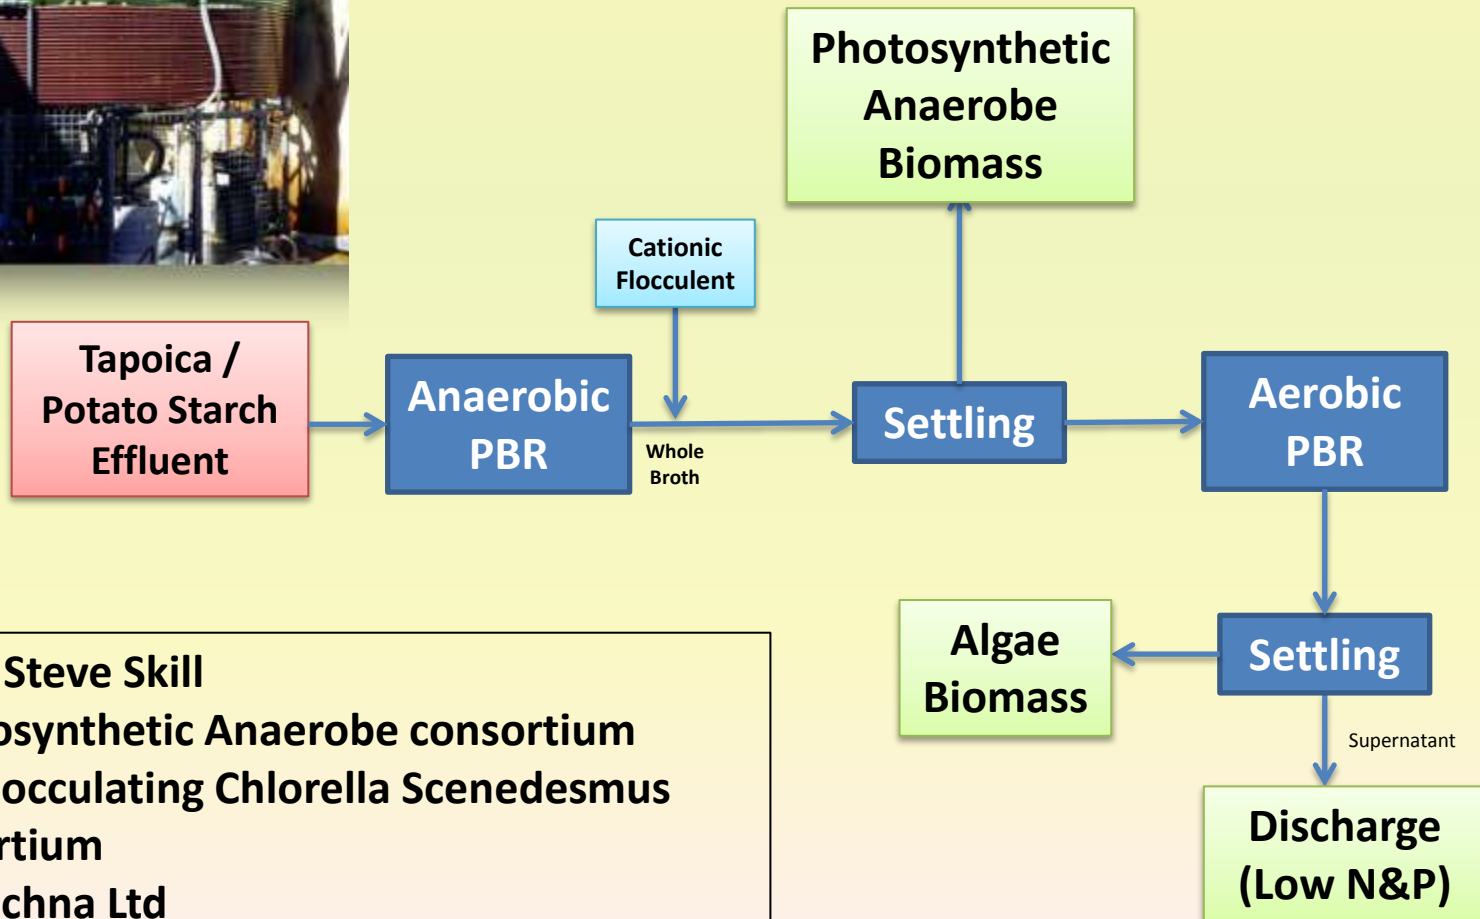 Photosynthetic
Anaerobe
Biomass
Cationic
Flocculent
Tapoica /
Potato Starch
Effluent
Anaerobic
PBR
Whole
Broth
Settling
Aerobic
PBR
Algae
Biomass
Settling
Supernatant
Discharge
(Low N&P)
Steve Skill
osynthetic Anaerobe consortium
occulating Chlorella Scenedesmus
rtium
chna Ltd